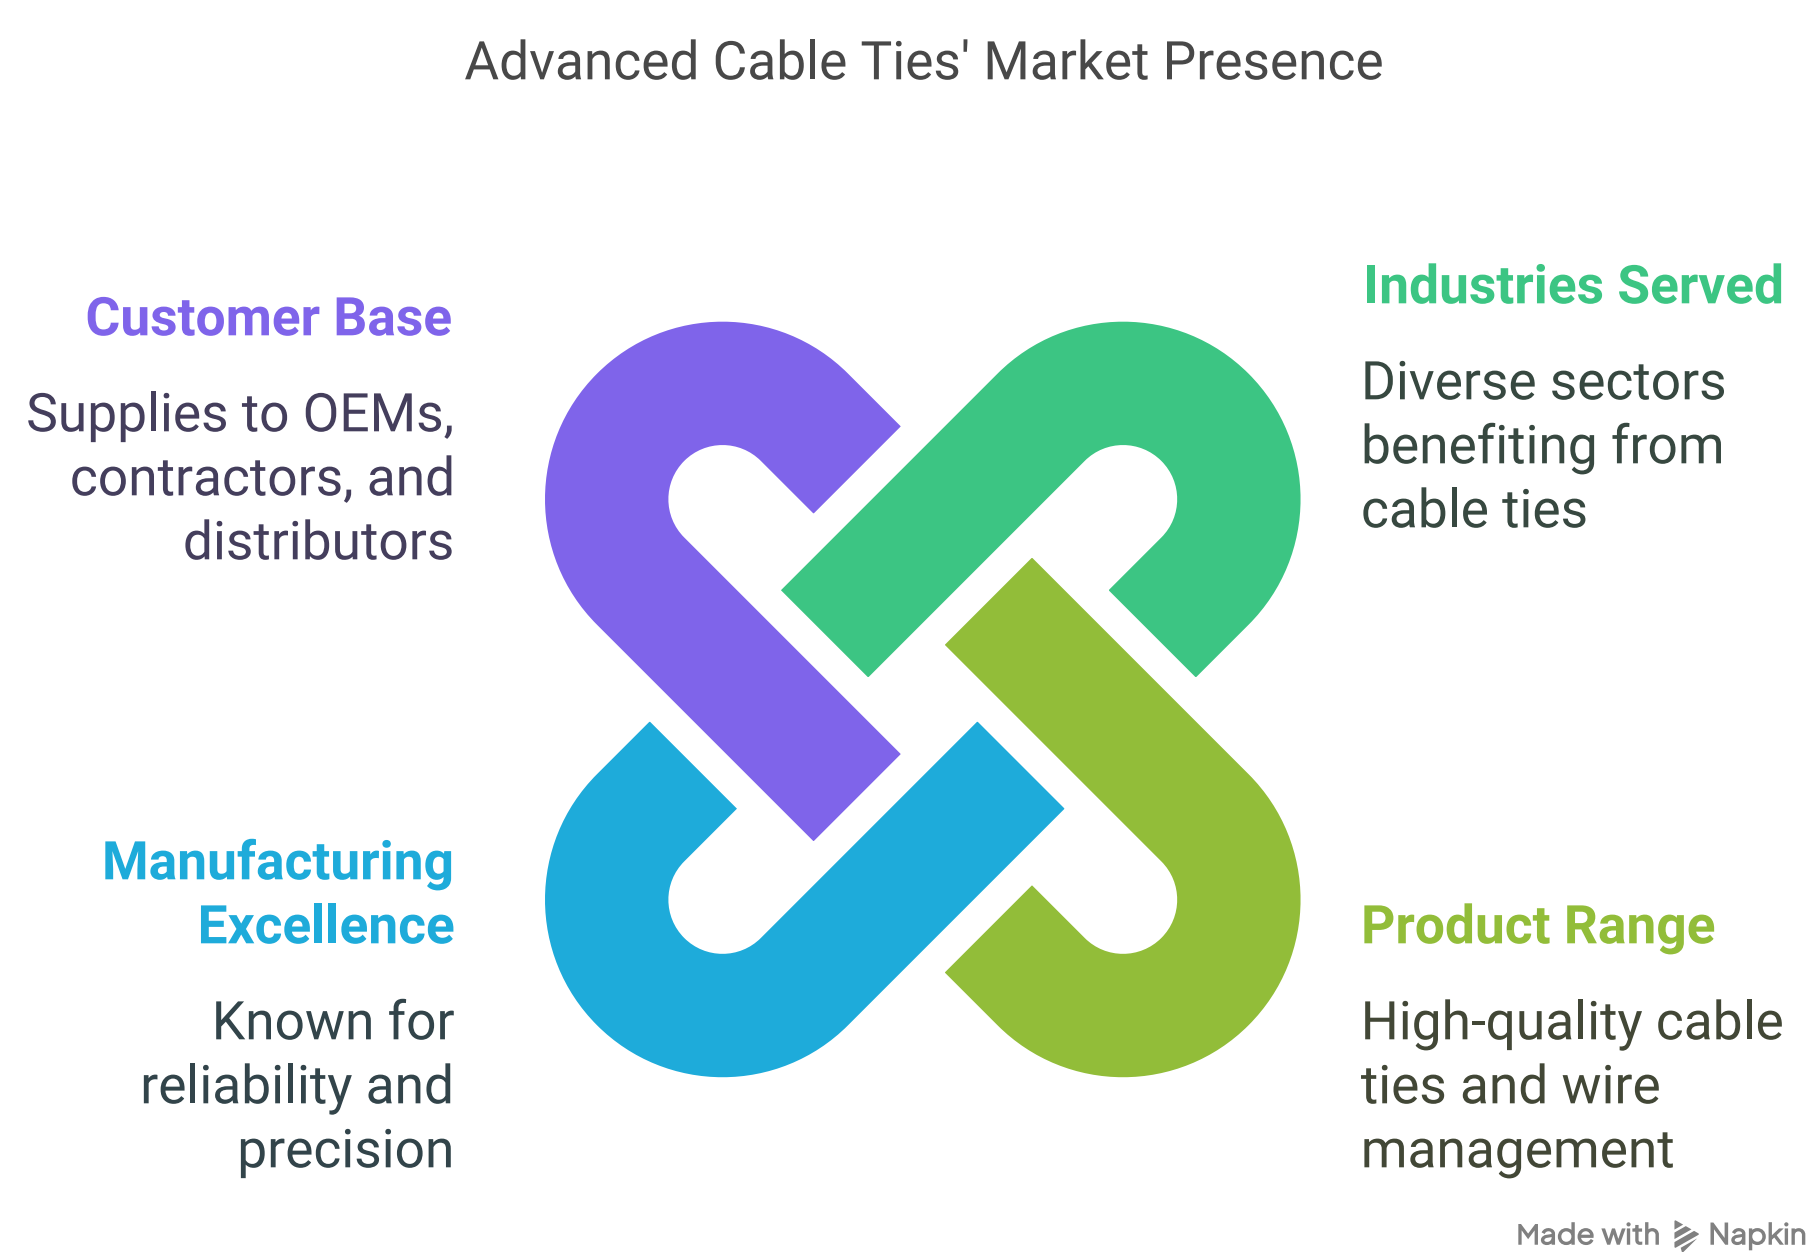 Advanced Cable Ties' Market Presence
Customer Base
Supplies to OEMs,
contractors, and
distributors
Industries Served
Diverse sectors
benefiting from
cable ties
Manufacturing
Excellence
Known for
reliability and
precision
Product Range
High-quality cable
ties and wire
management
Made with Napkin